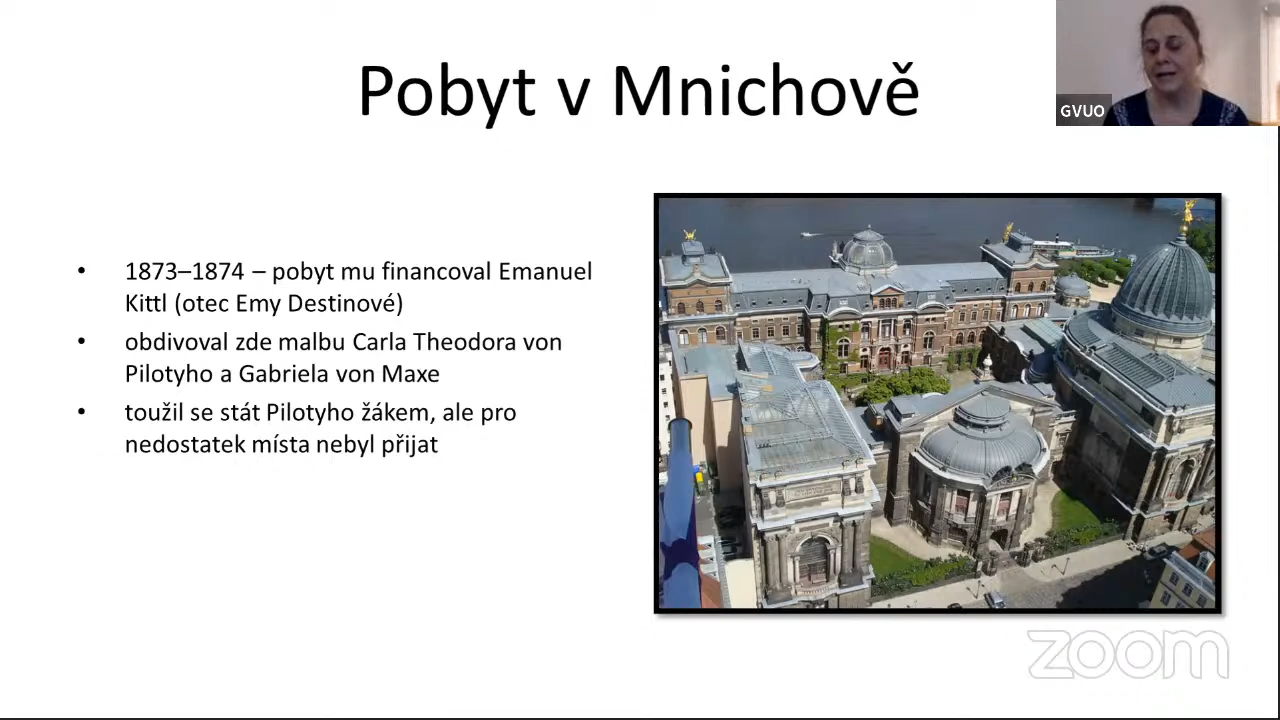 Pobyt v Mnichově
GVUO
1873–1874 – pobyt mu financoval Emanuel
Kittl (otec Emy Destinové)
obdivoval zde malbu Carla Theodora von
Pilotyho a Gabriela von Maxe
toužil se stát Pilotyho žákem, ale pro
nedostatek místa nebyl přijat
zoom